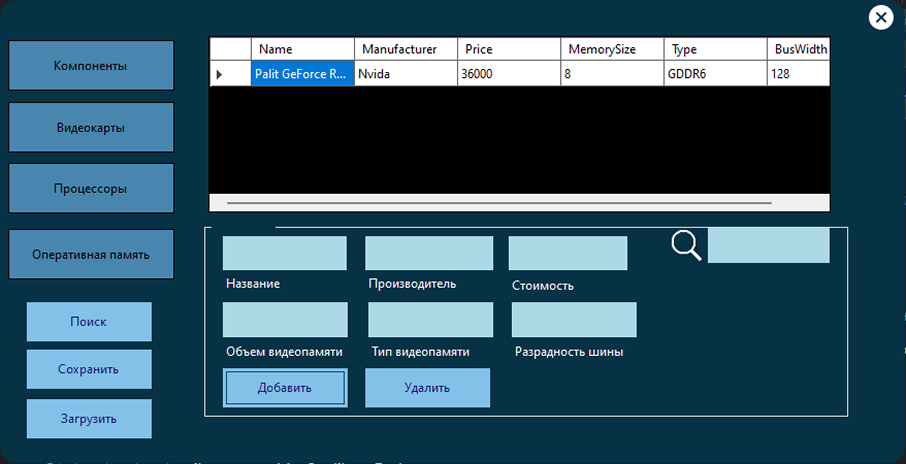 Компоненты
Видеокарты
Процессоры
Оперативная память
Поиск
Сохранить
Загрузить
Name Manufacturer Price MemorySize Type BusWidth
Palit GeForce R... Nvidia 36000 8 GDDR6 128
Название Производитель Стоимость
Объем видеопамяти Тип видеопамяти Разрадность шины
Добавить Удалить